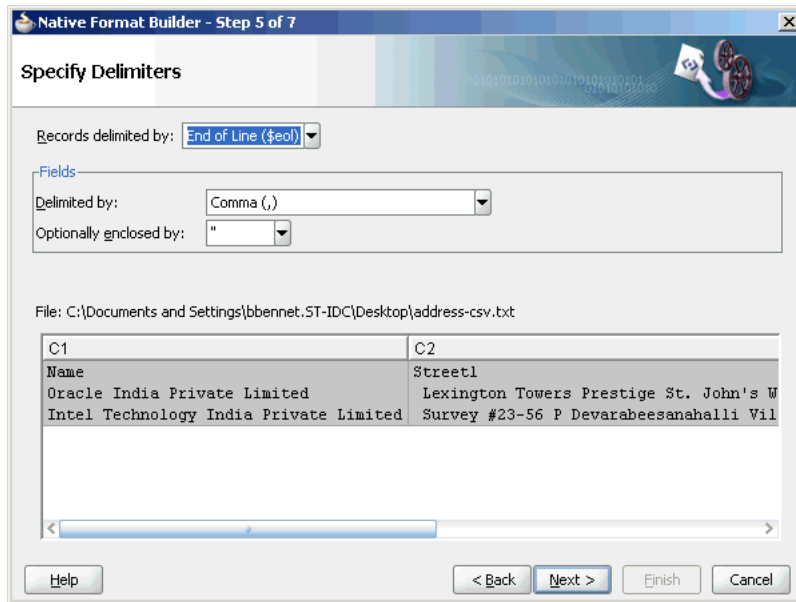 Native Format Builder - Step 5 of 7
Specify Delimiters
Records delimited by: End of Line ($eol)
Fields
Delimited by: Comma (,)
Optionally enclosed by: "
File: C:\Documents and Settings\bbennet.ST-IDC\Desktop\address-csv.txt
C1 C2
Name Street1
Oracle India Private Limited Lexington Towers Prestige St. John's W
Intel Technology India Private Limited Survey #23-56 P Devarabeesanahalli Vil
Help < Back Next > Finish Cancel